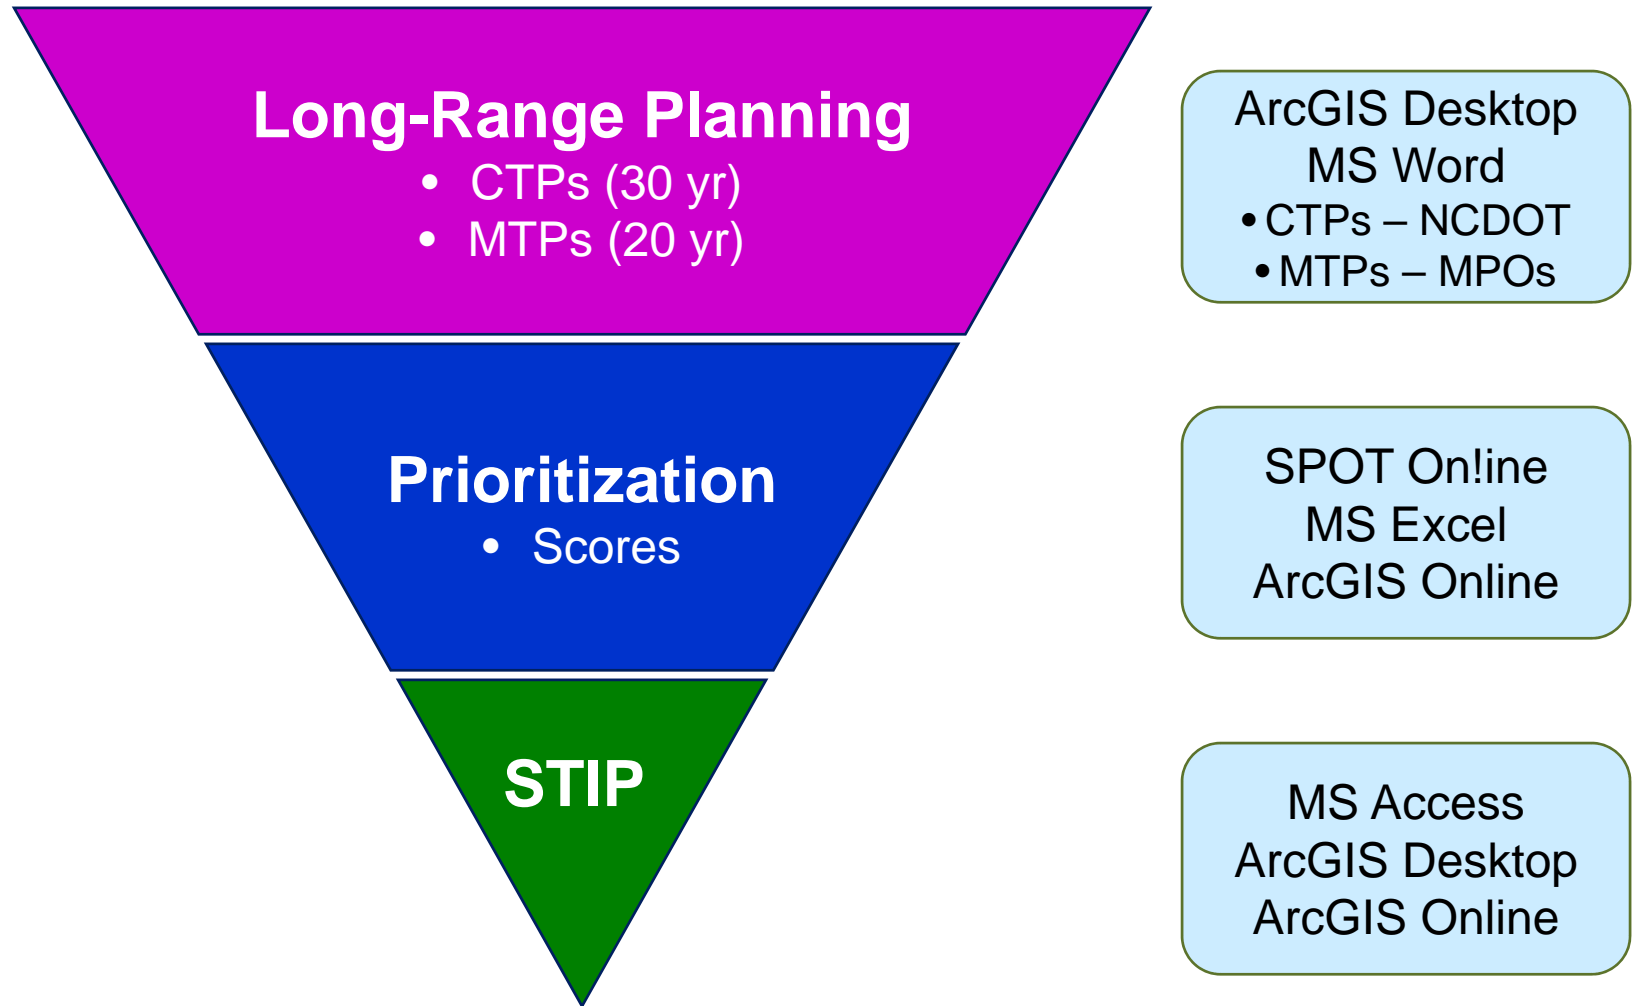 Long-Range Planning
• CTPs (30 yr)
• MTPs (20 yr)
ArcGIS Desktop
MS Word
• CTPs – NCDOT
• MTPs – MPOs
Prioritization
• Scores
SPOT On!ine
MS Excel
ArcGIS Online
STIP
MS Access
ArcGIS Desktop
ArcGIS Online